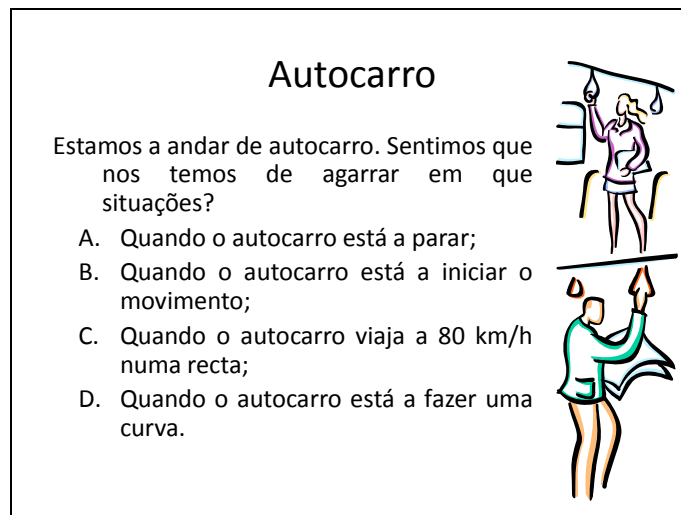 Autocarro
Estamos a andar de autocarro. Sentimos que
nos temos de agarrar em que
situações?
A. Quando o autocarro está a parar;
B. Quando o autocarro está a iniciar o
movimento;
C. Quando o autocarro viaja a 80 km/h
numa recta;
D. Quando o autocarro está a fazer uma
curva.